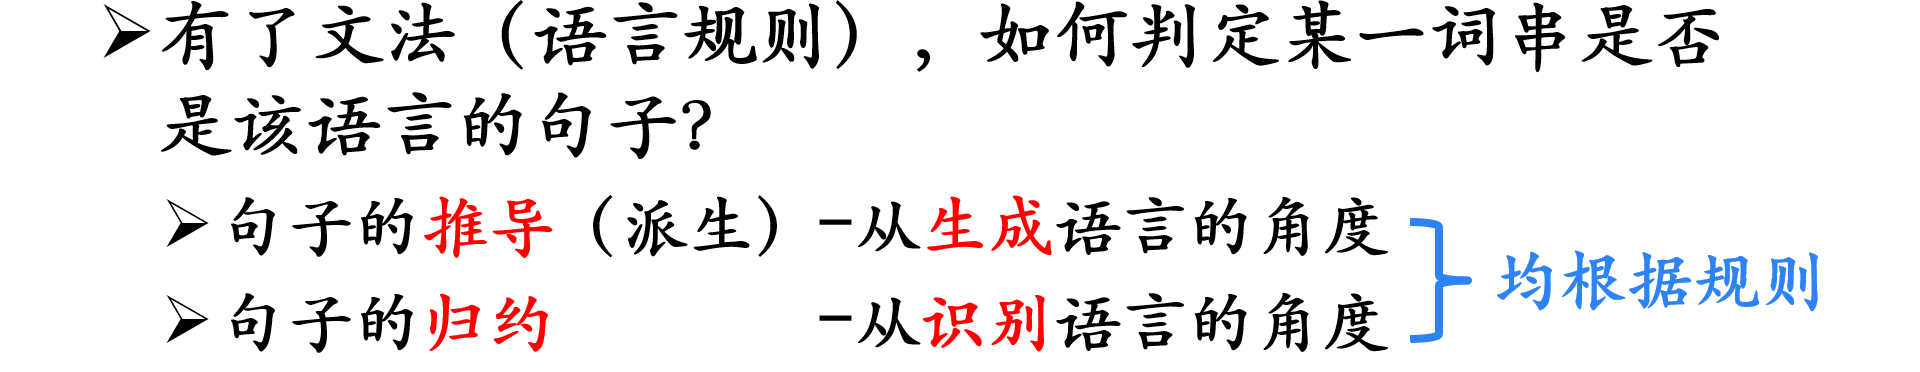 ➢有了文法（语言规则），如何判定某一词串是否
是该语言的句子?
➢句子的推导（派生）-从生成语言的角度
均根据规则
➢句子的归约 -从识别语言的角度